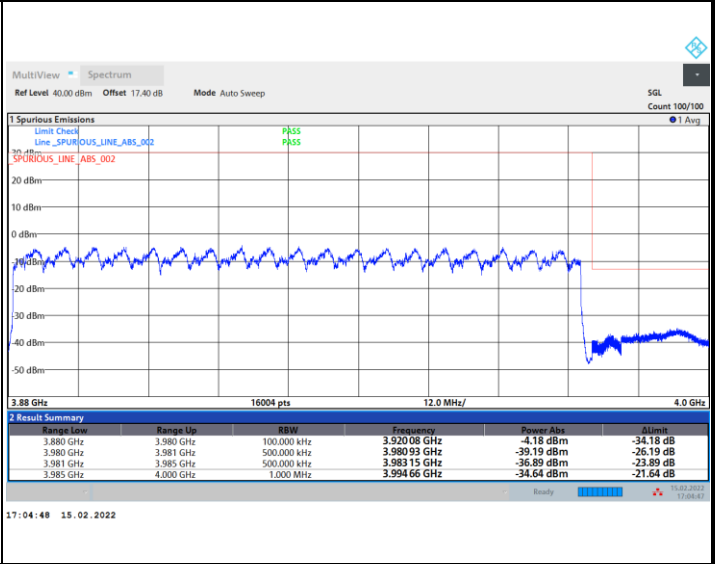 MultiView Spectrum
Ref Level 40.00 dBm Offset 17.40 dB Mode Auto Sweep SGL
Count 100/100
1 Spurious Emissions 1 Avg
Limit Check PASS
Line _SPURIOUS_LINE_ABS_002 PASS
30 dBm
_SPURIOUS_LINE_ABS_002
20 dBm
10 dBm
0 dBm
-10 dBm
-20 dBm
-30 dBm
-40 dBm
-50 dBm
3.88 GHz 16004 pts 12.0 MHz/ 4.0 GHz
2 Result Summary
Range Low Range Up RBW Frequency Power Abs ΔLimit
3.880 GHz 3.980 GHz 100.000 kHz 3.92008 GHz -4.18 dBm -34.18 dB
3.980 GHz 3.981 GHz 500.000 kHz 3.98093 GHz -39.19 dBm -26.19 dB
3.981 GHz 3.985 GHz 500.000 kHz 3.98315 GHz -36.89 dBm -23.89 dB
3.985 GHz 4.000 GHz 1.000 MHz 3.99466 GHz -34.64 dBm -21.64 dB
Ready 15.02.2022
17:04:47
17:04:48 15.02.2022